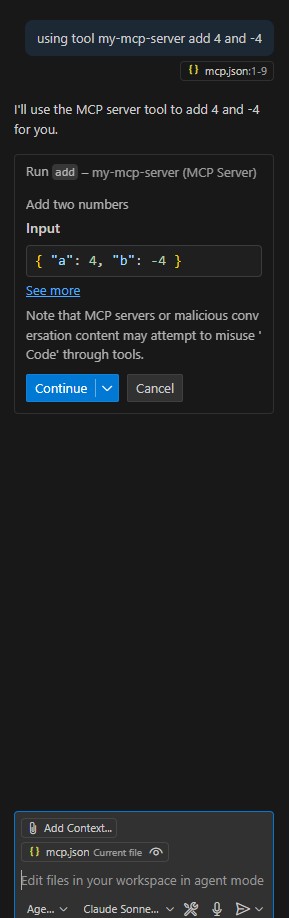 using tool my-mcp-server add 4 and -4
{} mcp.json:1-9
I'll use the MCP server tool to add 4 and -4
for you.
Run add – my-mcp-server (MCP Server)
Add two numbers
Input
{ "a": 4, "b": -4 }
See more
Note that MCP servers or malicious conv
ersation content may attempt to misuse '
Code' through tools.
Continue Cancel
Add Context...
{} mcp.json Current file
Edit files in your workspace in agent mode
Age... Claude Sonne...